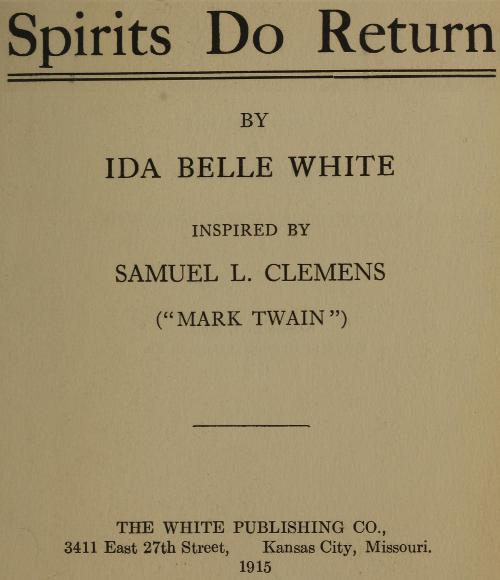 Spirits Do Return
BY
IDA BELLE WHITE
INSPIRED BY
SAMUEL L. CLEMENS
("MARK TWAIN")
THE WHITE PUBLISHING CO.,
3411 East 27th Street, Kansas City, Missouri.
1915